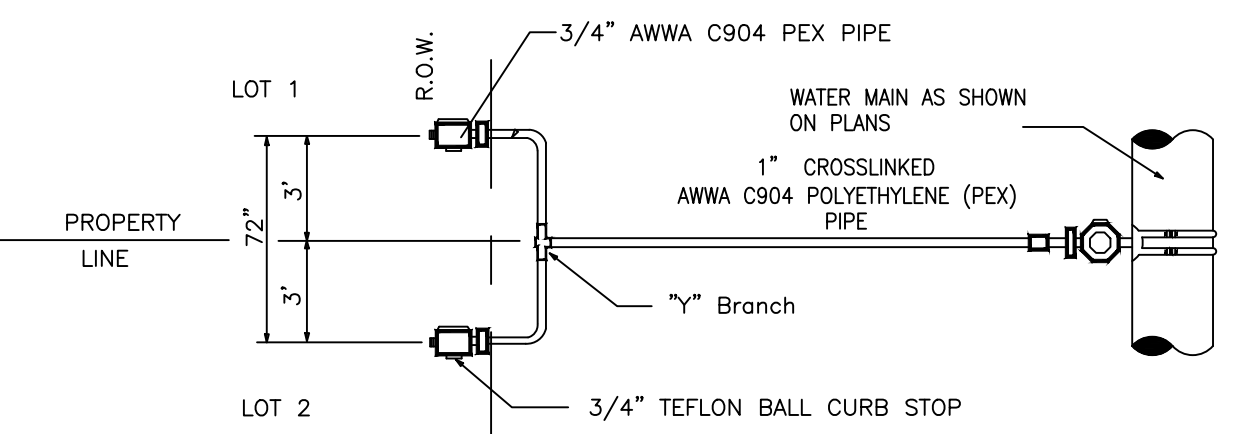 3/4” AWWA C904 PEX PIPE
R.O.W.
LOT 1
WATER MAIN AS SHOWN
ON PLANS
1” CROSSLINKED
AWWA C904 POLYETHYLENE (PEX)
PIPE
3'
72”
3'
PROPERTY
LINE
”Y” Branch
LOT 2
3/4” TEFLON BALL CURB STOP